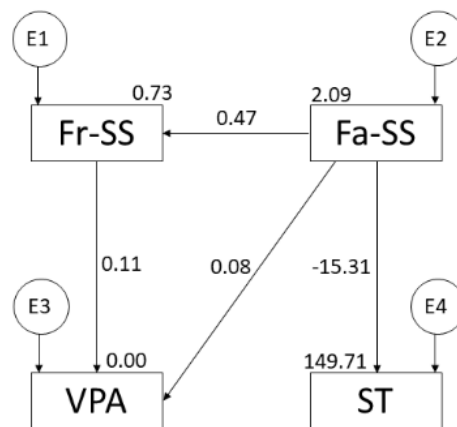 E1
E2
0.73
2.09
Fr-SS
0.47
Fa-SS
0.11
0.08
-15.31
E3
E4
0.00
149.71
VPA
ST